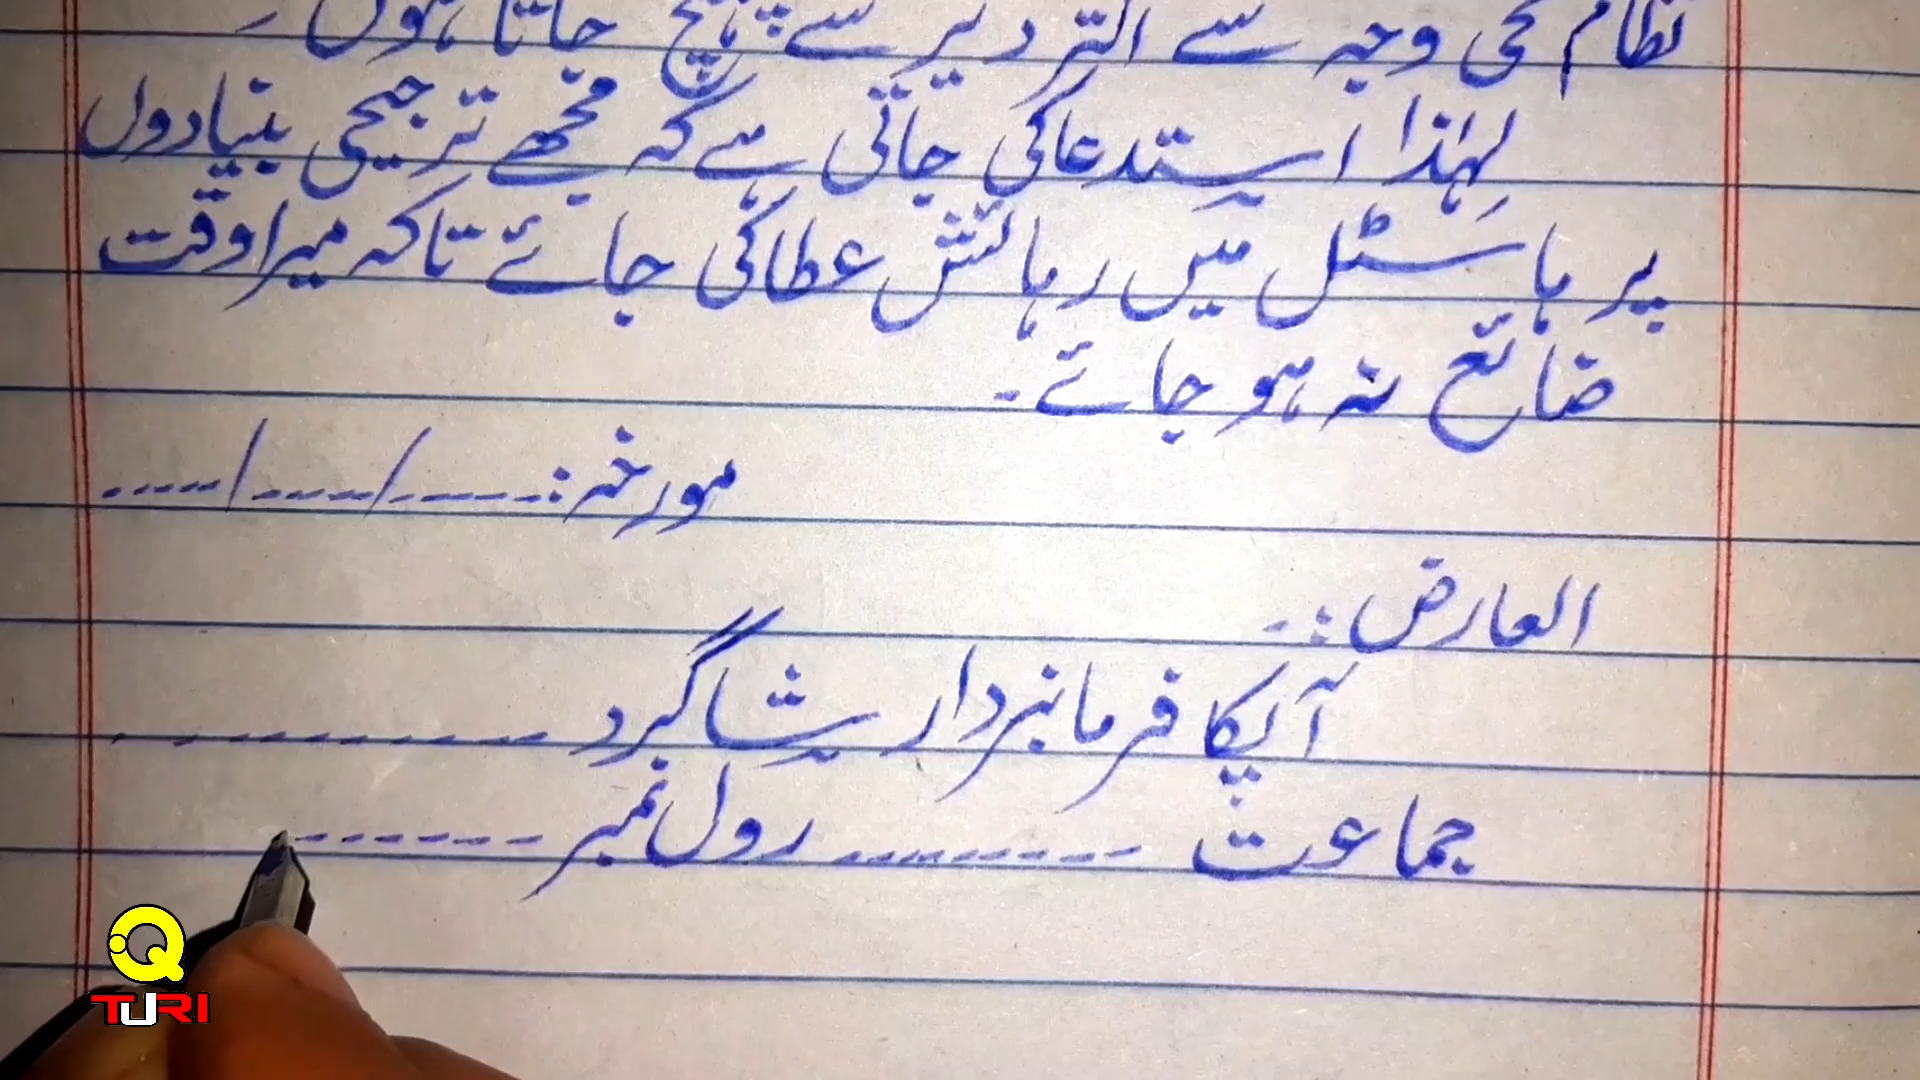 نظام کی وجہ سے اکثر دیر سے پہنچ جاتا ہوں۔
لہٰذا استدعا کی جاتی ہے کہ مجھے ترجیحی بنیادوں
پر ہاسٹل میں رہائش عطا کی جائے تاکہ میرا وقت
ضائع نہ ہو جائے۔
مورخہ: ------/-----/-----
العارض:۔
آپکا فرمانبردار شاگرد -----------
جماعت --------- رول نمبر -------
Q
TURI